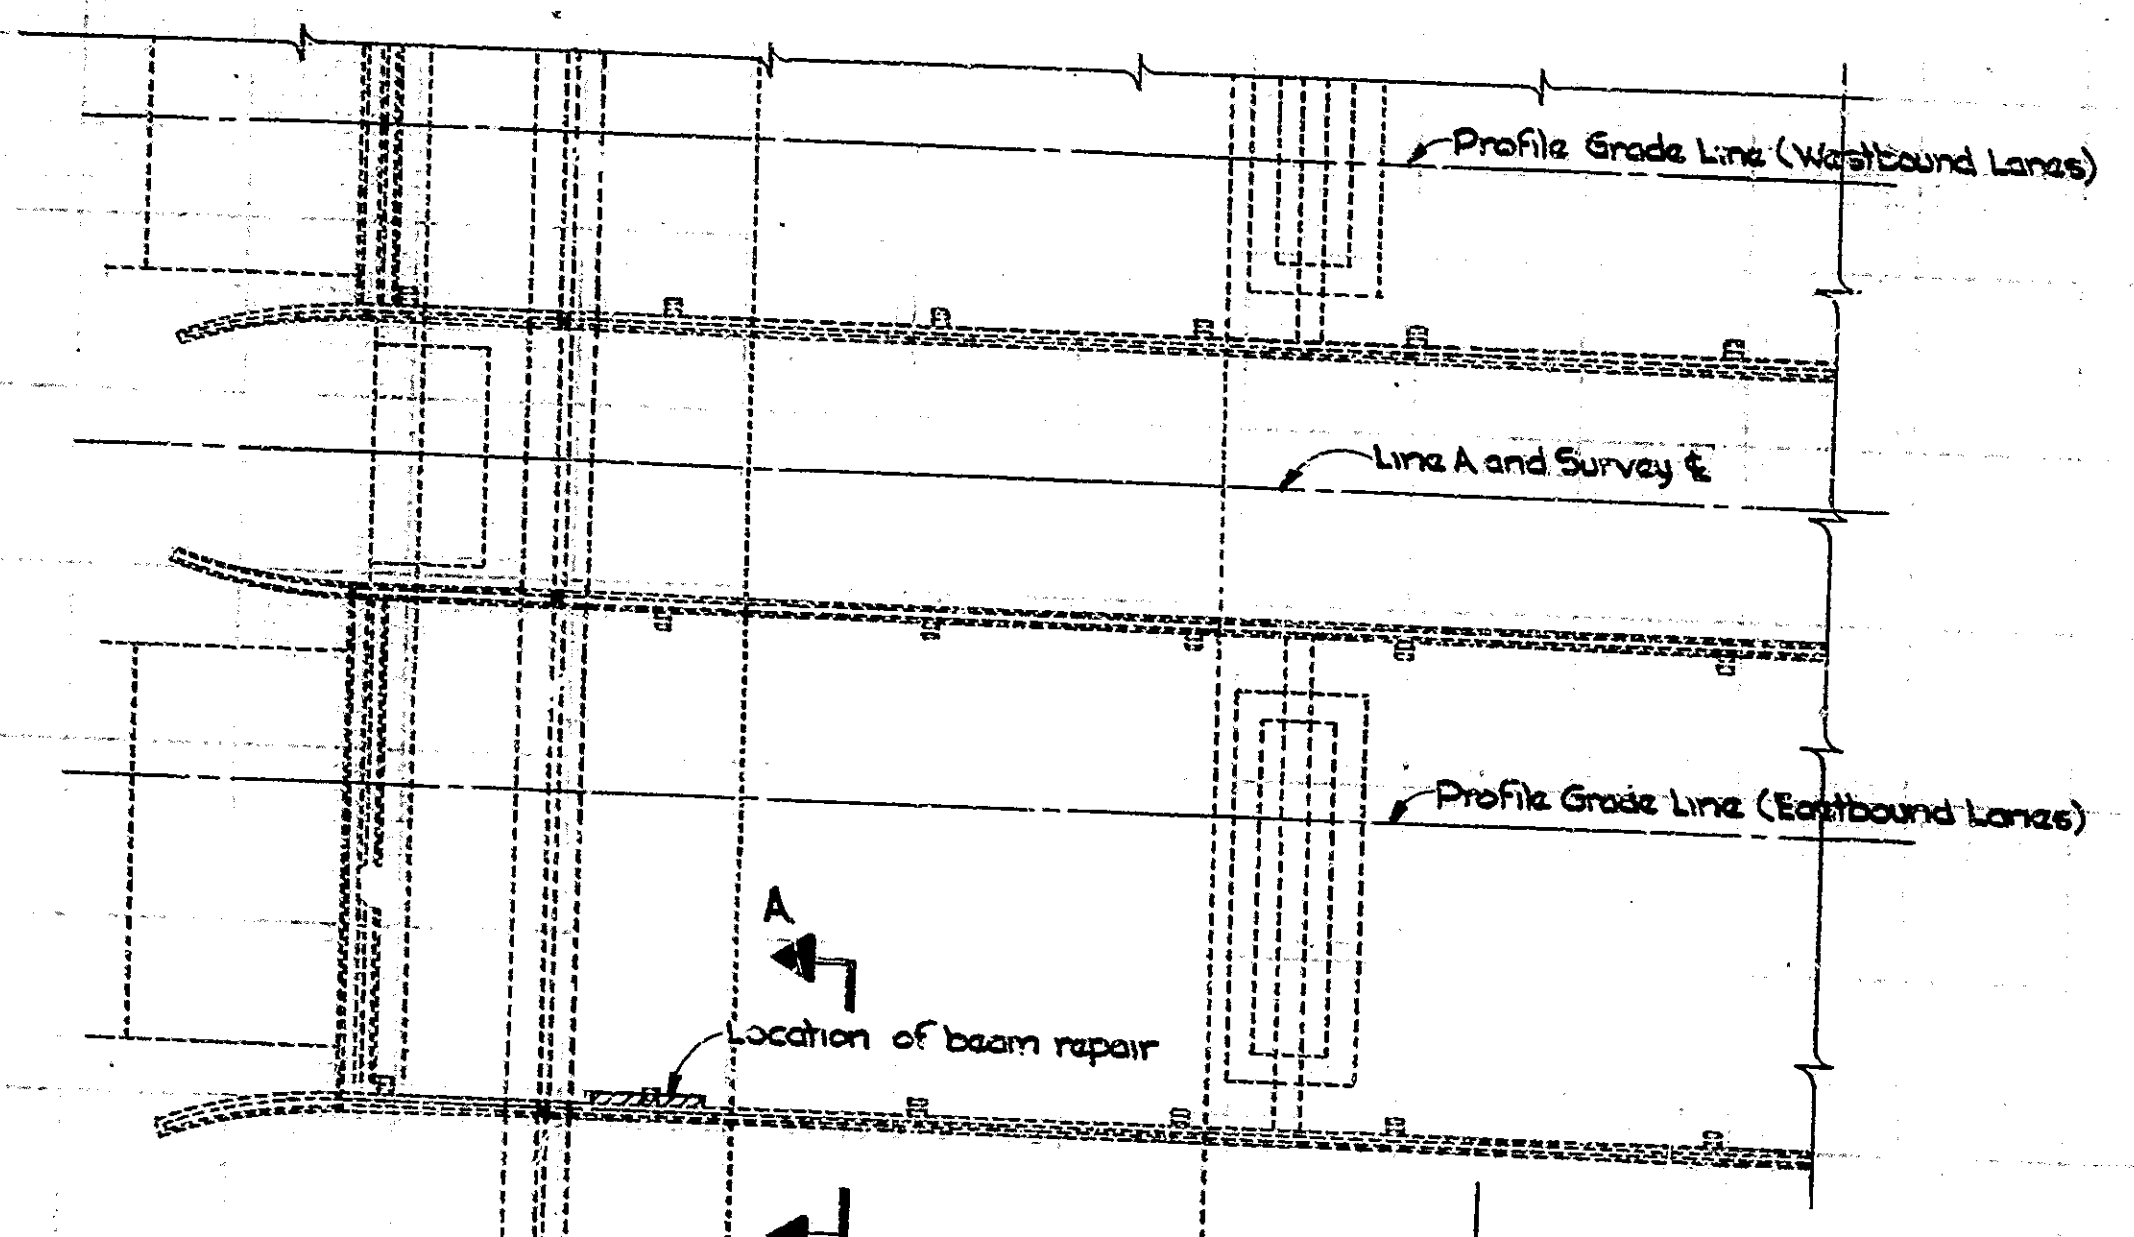 Profile Grade Line (Westbound Lanes)
Line A and Survey ℄
Profile Grade Line (Eastbound Lanes)
A
Location of beam repair